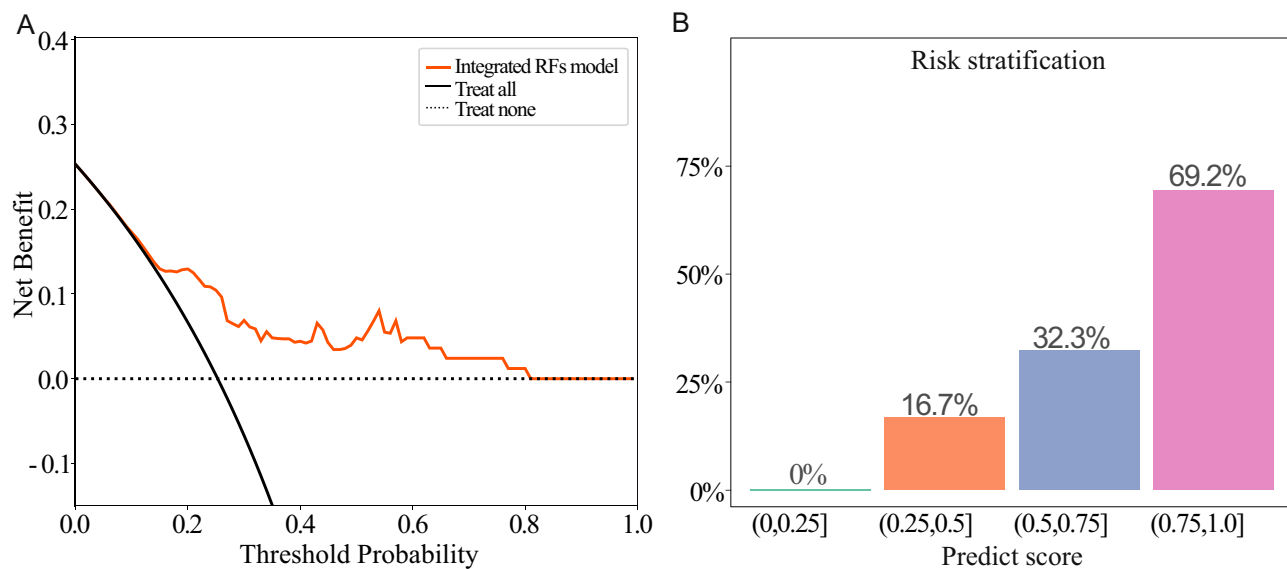 A
0.4
0.3
0.2
0.1
0.0
- 0.1
Net Benefit
Integrated RFs model
Treat all
Treat none
0.0 0.2 0.4 0.6 0.8 1.0
Threshold Probability
B
Risk stratification
75%
50%
25%
0%
0%
16.7%
32.3%
69.2%
(0,0.25] (0.25,0.5] (0.5,0.75] (0.75,1.0]
Predict score